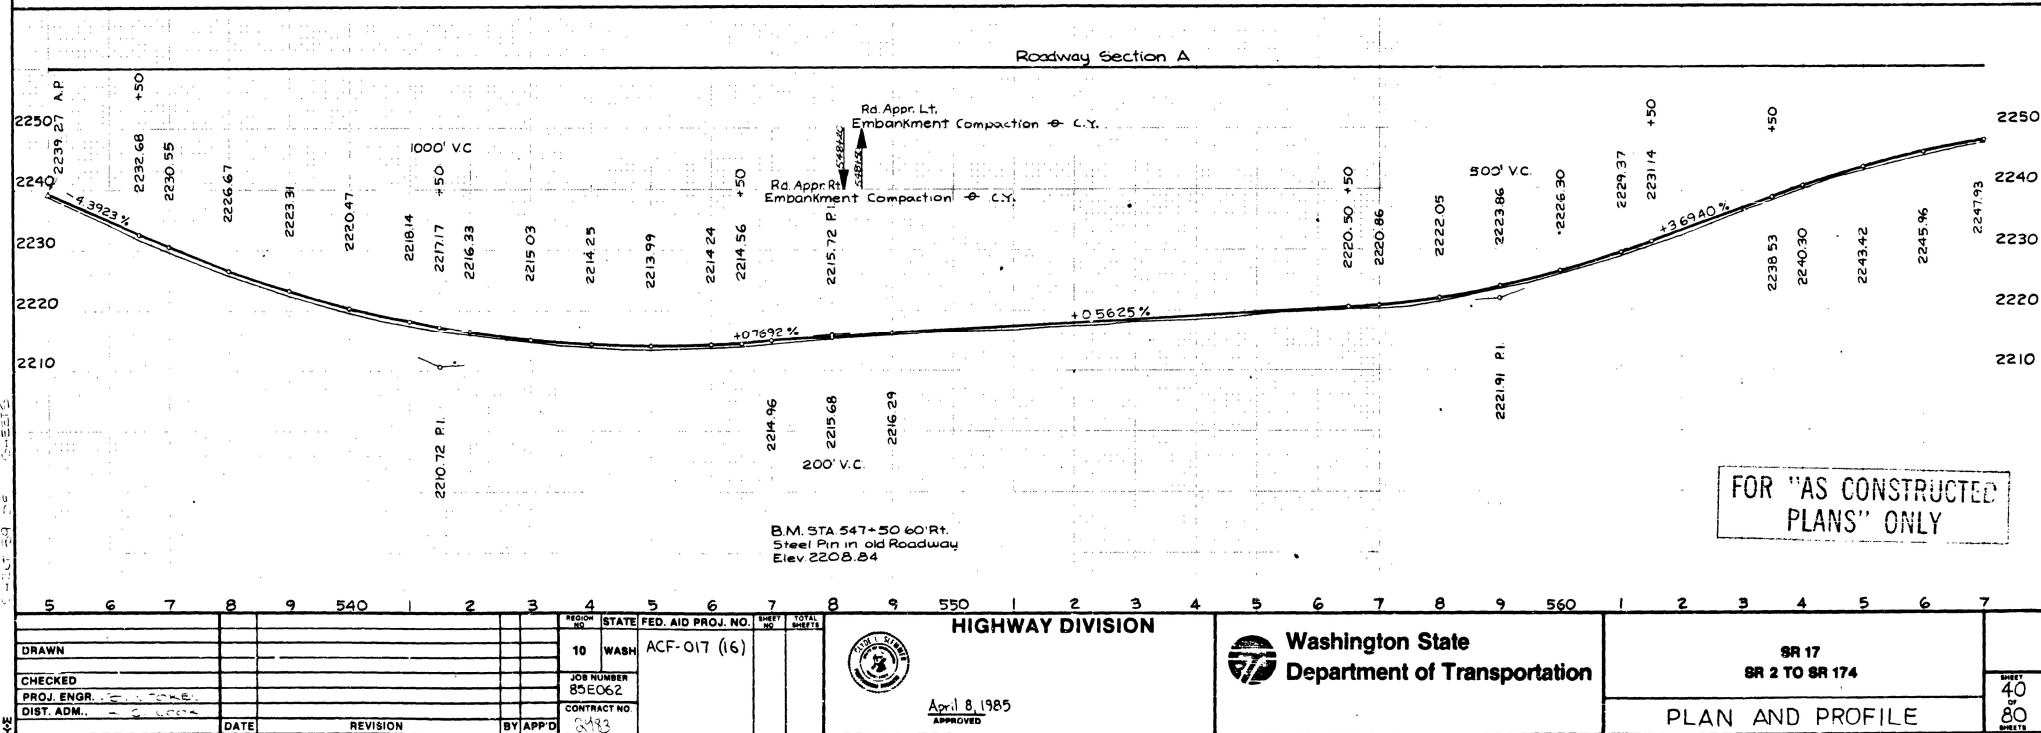 Roadway Section A
2239.27 A.P.
+50
2232.68
2230.55
2226.67
2223.31
2220.47
1000' V.C
2218.14
+50
2217.17
2216.33
2215.03
2214.25
2213.99
2214.24
+50
2214.56
Rd. Appr. Lt.
Embankment Compaction -0- C.Y.
Rd. Appr. Rt.
Embankment Compaction -0- C.Y.
2215.72 P.I.
+50
2220.50
2220.86
2222.05
500' V.C.
2223.86
2226.30
2229.37
+50
2231.14
+50
2238.53
2240.30
2243.42
2245.96
2247.93
2250
2240
2230
2220
2210
2250
2240
2230
2220
2210
-4.3923%
+0.7692%
+0.5625%
+3.6940%
2210.72 P.I.
2214.96
2215.68
2216.29
200' V.C.
2221.91 P.I.
B.M. STA. 547+50 60' Rt.
Steel Pin in old Roadway
Elev. 2208.84
FOR "AS CONSTRUCTED
PLANS" ONLY
5 6 7 8 9 540 1 2 3 4 5 6 7 8 9 550 1 2 3 4 5 6 7 8 9 560 1 2 3 4 5 6 7
DRAWN
CHECKED
PROJ. ENGR.
DIST. ADM.
DATE REVISION BY APP'D
REGION NO
10
STATE
WASH
FED. AID PROJ. NO.
ACF-017 (16)
SHEET NO
TOTAL SHEETS
JOB NUMBER
85E062
CONTRACT NO.
2983
HIGHWAY DIVISION
April 8, 1985
APPROVED
Washington State
Department of Transportation
SR 17
SR 2 TO SR 174
PLAN AND PROFILE
SHEET
40
OF
80
SHEETS